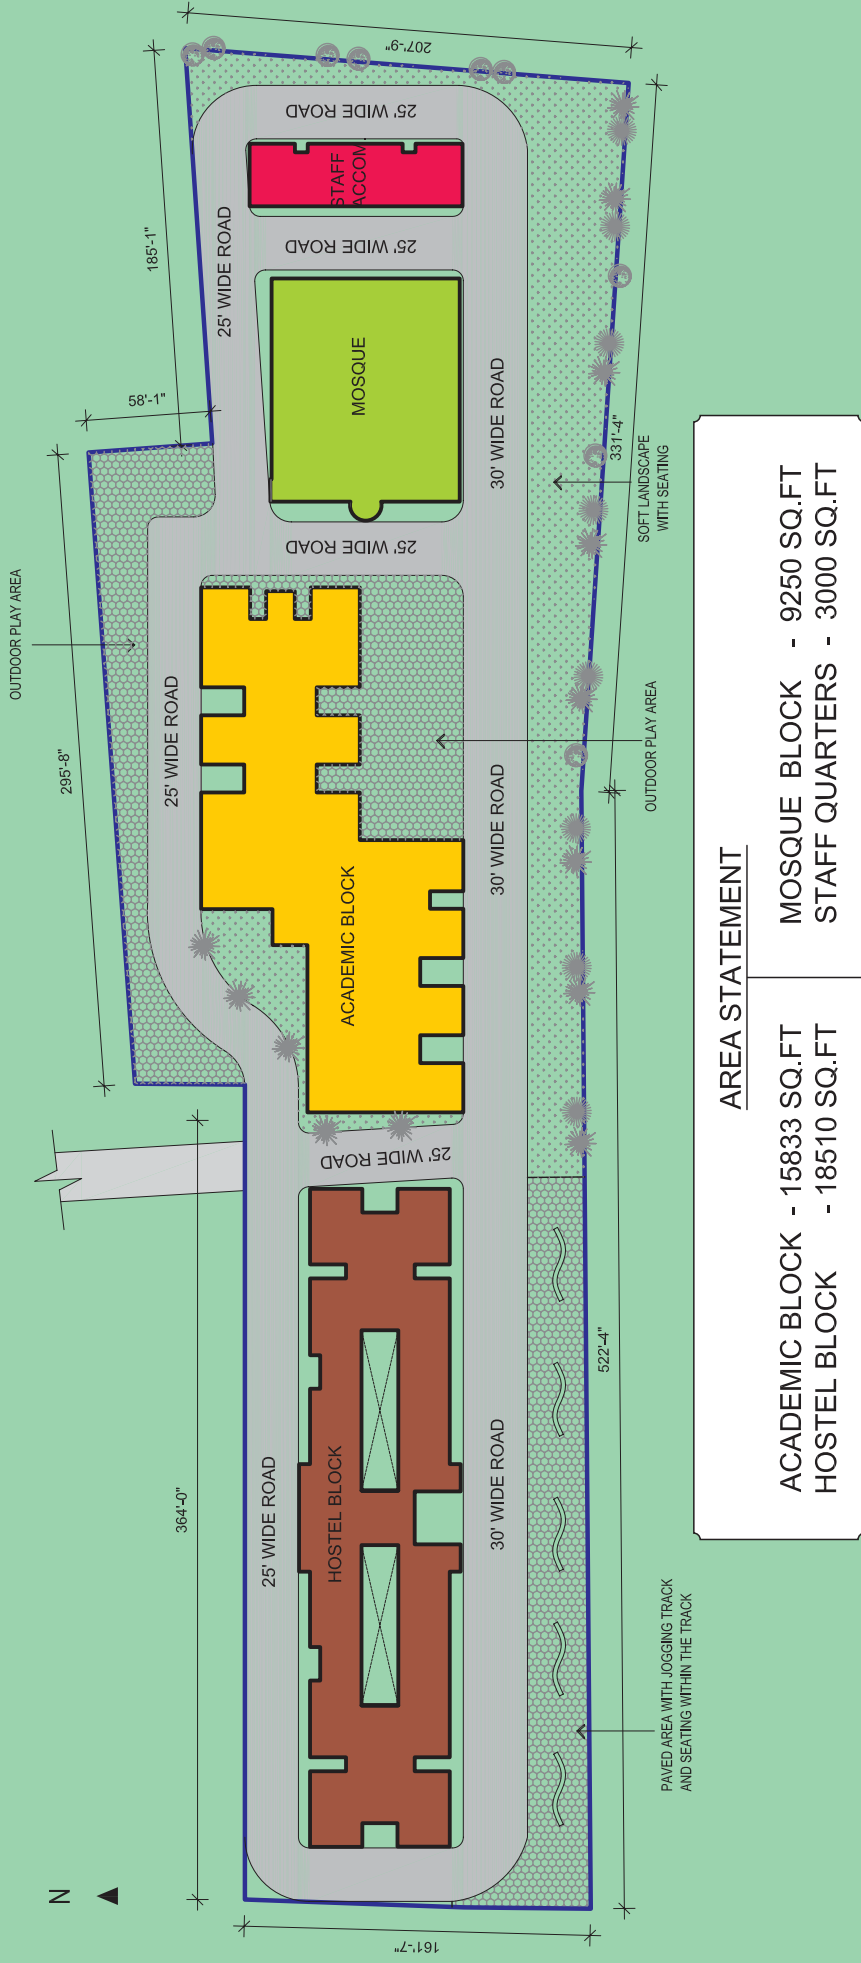 N
OUTDOOR PLAY AREA
295'-8"
58'-1"
185'-1"
207'-9"
364'-0"
161'-7"
522'-4"
331'-4"
25' WIDE ROAD
25' WIDE ROAD
25' WIDE ROAD
25' WIDE ROAD
25' WIDE ROAD
25' WIDE ROAD
25' WIDE ROAD
30' WIDE ROAD
30' WIDE ROAD
30' WIDE ROAD
HOSTEL BLOCK
ACADEMIC BLOCK
MOSQUE
STAFF
ACCOM.
PAVED AREA WITH JOGGING TRACK
AND SEATING WITHIN THE TRACK
OUTDOOR PLAY AREA
SOFT LANDSCAPE
WITH SEATING
AREA STATEMENT
ACADEMIC BLOCK - 15833 SQ.FT
HOSTEL BLOCK - 18510 SQ.FT
MOSQUE BLOCK - 9250 SQ.FT
STAFF QUARTERS - 3000 SQ.FT